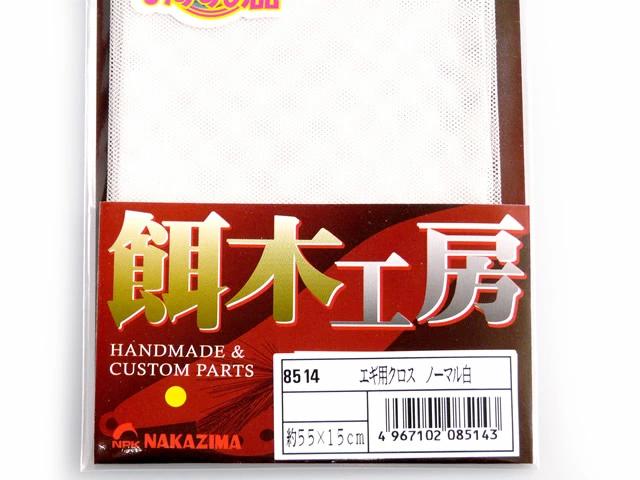 餌木工房
HANDMADE &
CUSTOM PARTS
8514 エギ用クロス ノーマル白
約55×15cm
4 967102 085143
NRK NAKAZIMA